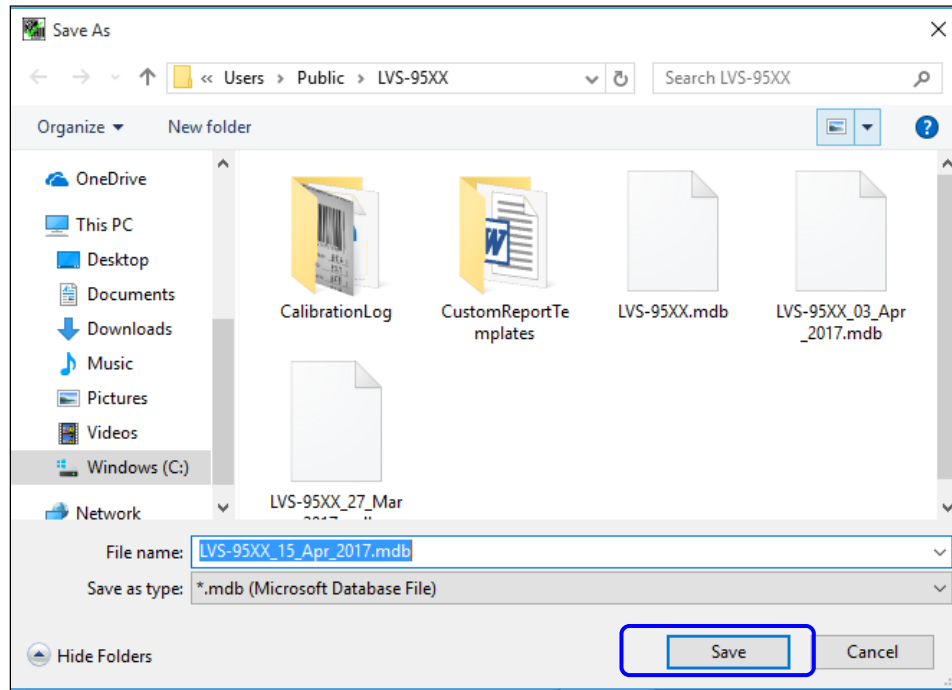 Save As
« Users > Public > LVS-95XX
Search LVS-95XX
Organize
New folder
OneDrive
This PC
Desktop
Documents
Downloads
Music
Pictures
Videos
Windows (C:)
Network
CalibrationLog
CustomReportTe
mplates
LVS-95XX.mdb
LVS-95XX_03_Apr
_2017.mdb
LVS-95XX_27_Mar
File name:
LVS-95XX_15_Apr_2017.mdb
Save as type:
*.mdb (Microsoft Database File)
Hide Folders
Save
Cancel